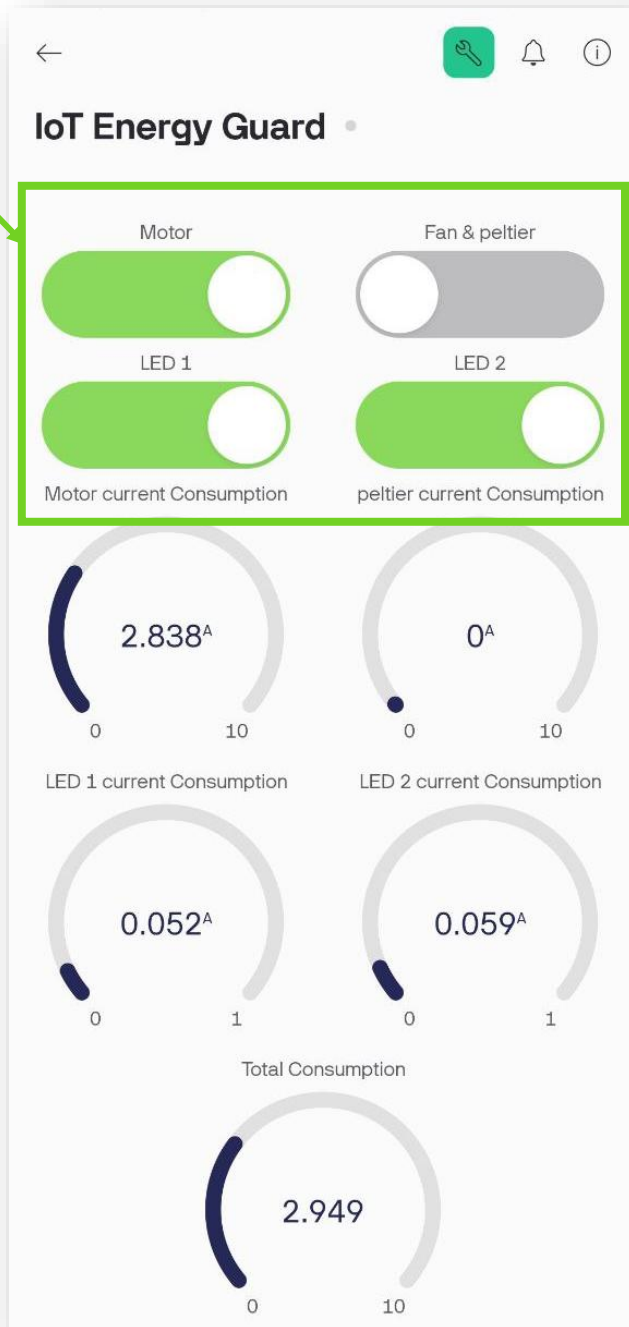 IoT Energy Guard
Motor Fan & peltier
LED 1 LED 2
Motor current Consumption peltier current Consumption
2.838A 0A
0 10 0 10
LED 1 current Consumption LED 2 current Consumption
0.052A 0.059A
0 1 0 1
Total Consumption
2.949
0 10